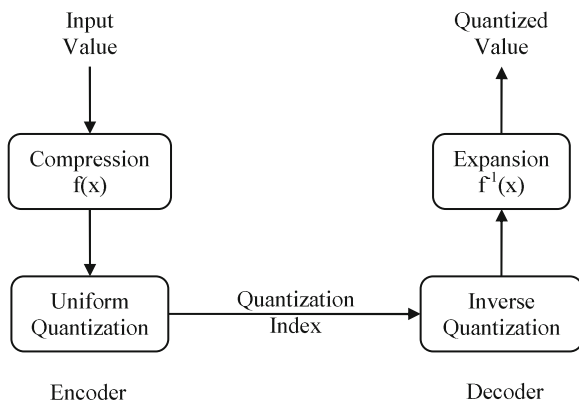 Input
Value
Quantized
Value
Compression
f(x)
Expansion
f⁻¹(x)
Uniform
Quantization
Quantization
Index
Inverse
Quantization
Encoder
Decoder